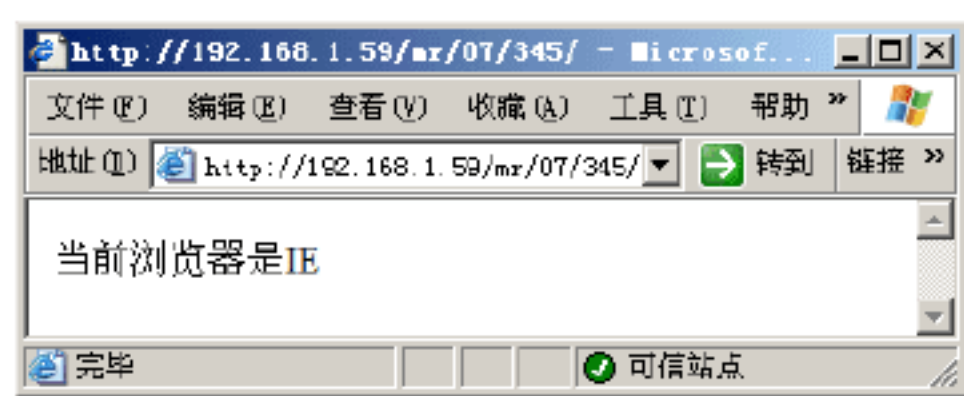 http://192.168.1.59/mr/07/345/ - Microsof...
文件(F) 编辑(E) 查看(V) 收藏(A) 工具(T) 帮助 »
地址(D) http://192.168.1.59/mr/07/345/ 转到 链接 »
当前浏览器是IE
完毕 可信站点